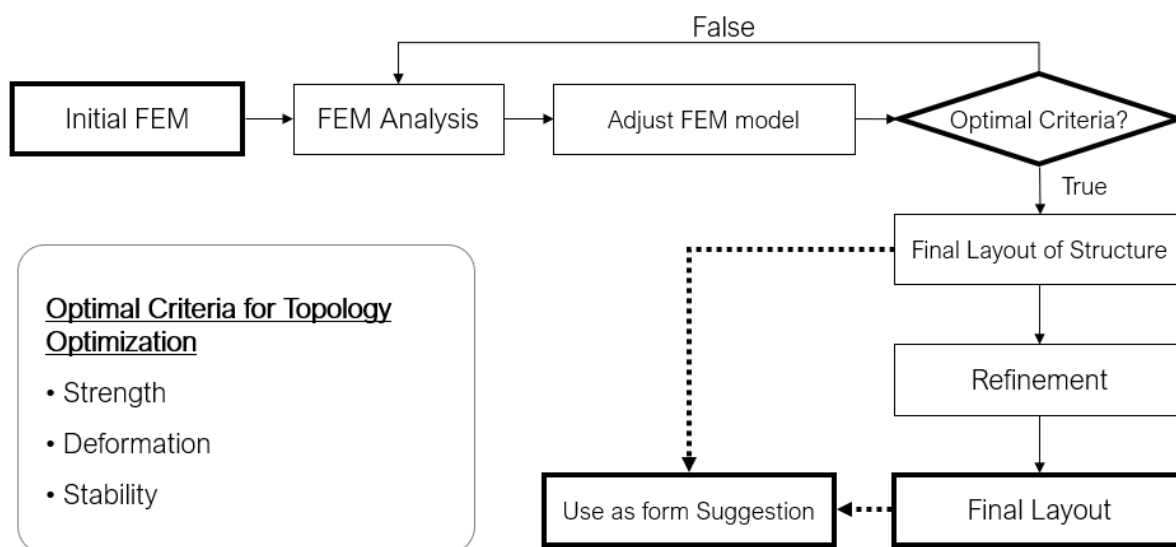 False
Initial FEM
FEM Analysis
Adjust FEM model
Optimal Criteria?
True
Final Layout of Structure
Optimal Criteria for Topology
Optimization
• Strength
• Deformation
• Stability
Refinement
Use as form Suggestion
Final Layout